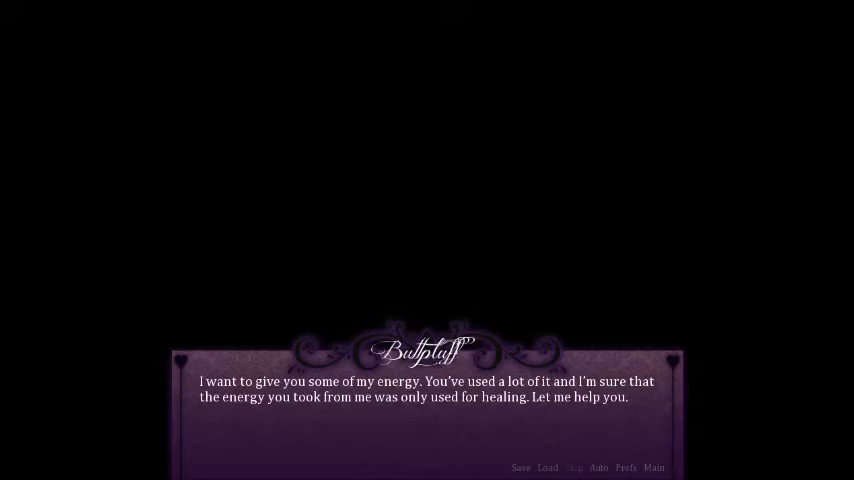 Buttpluff
I want to give you some of my energy. You've used a lot of it and I'm sure that
the energy you took from me was only used for healing. Let me help you.
Save Load Skip Auto Prefs Main